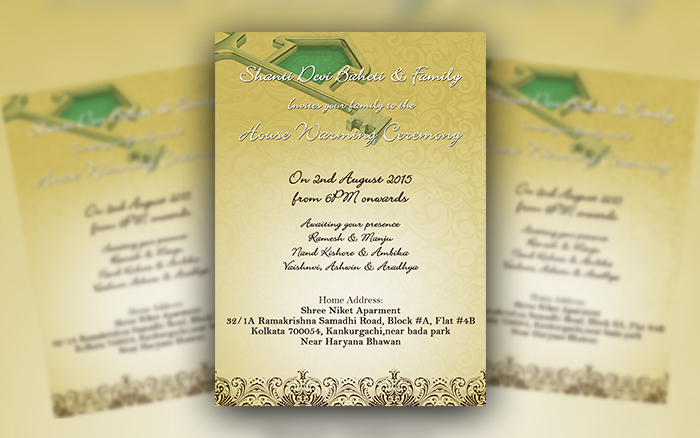 Shanti Devi Baheti & Family
Invites your family to the
House Warming Ceremony
On 2nd August 2015
from 6PM onwards
Awaiting your presence
Ramesh & Manju
Nand Kishore & Ambika
Vaishnvi, Ashwin & Aradhya
Home Address:
Shree Niket Aparment
32/1A Ramakrishna Samadhi Road, Block #A, Flat #4B
Kolkata 700054, Kankurgachi,near bada park
Near Haryana Bhawan